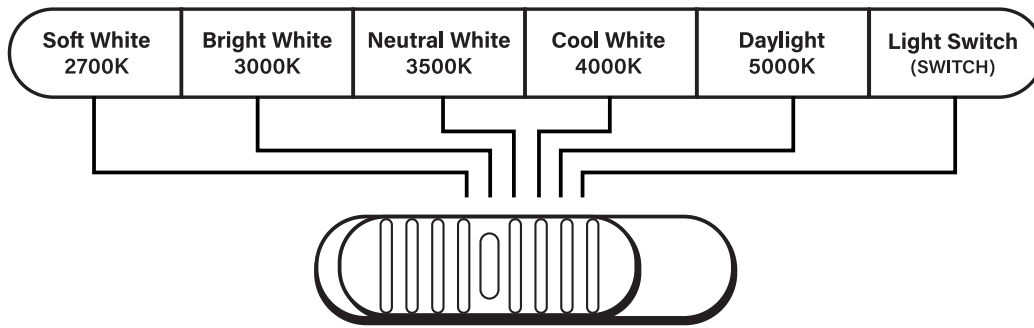 Soft White
2700K
Bright White
3000K
Neutral White
3500K
Cool White
4000K
Daylight
5000K
Light Switch
(SWITCH)